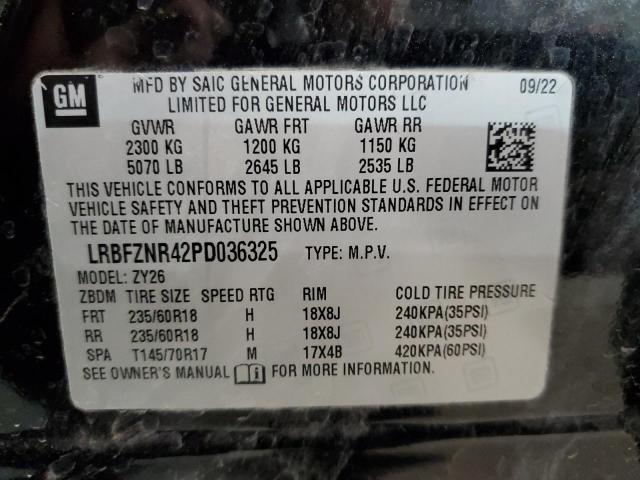 GM
MFD BY SAIC GENERAL MOTORS CORPORATION 09/22
LIMITED FOR GENERAL MOTORS LLC
GVWR GAWR FRT GAWR RR
2300 KG 1200 KG 1150 KG
5070 LB 2645 LB 2535 LB
THIS VEHICLE CONFORMS TO ALL APPLICABLE U.S. FEDERAL MOTOR
VEHICLE SAFETY AND THEFT PREVENTION STANDARDS IN EFFECT ON
THE DATE OF MANUFACTURE SHOWN ABOVE.
LRBFZNR42PD036325 TYPE: M.P.V.
MODEL: ZY26
ZBDM TIRE SIZE SPEED RTG RIM COLD TIRE PRESSURE
FRT 235/60R18 H 18X8J 240KPA(35PSI)
RR 235/60R18 H 18X8J 240KPA(35PSI)
SPA T145/70R17 M 17X4B 420KPA(60PSI)
SEE OWNER'S MANUAL FOR MORE INFORMATION.